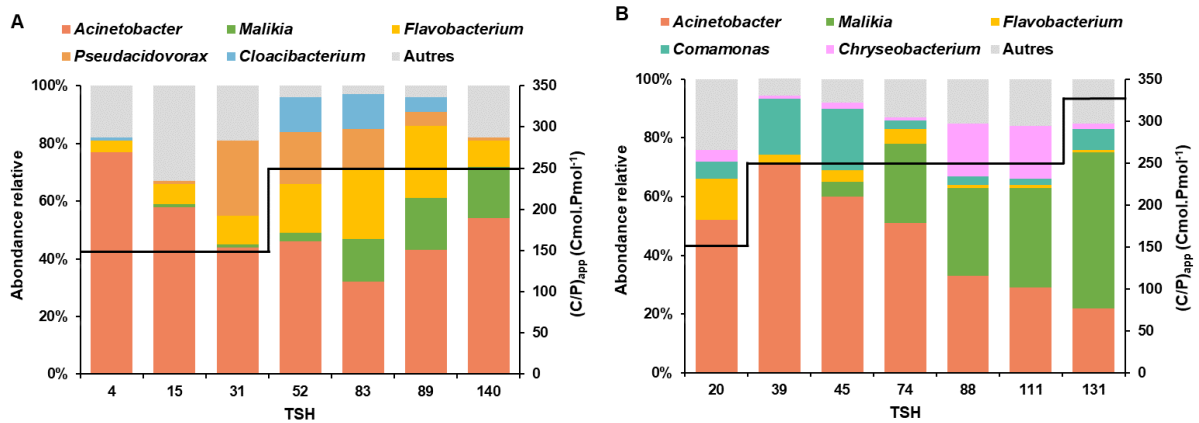 A
Acinetobacter Malikia Flavobacterium
Pseudacidovorax Cloacibacterium Autres
100% 350
300
80%
250
60%
200
150
40%
100
20%
50
0% 0
Abondance relative
(C/P)app (Cmol.Pmol-1)
4 15 31 52 83 89 140
TSH
B
Acinetobacter Malikia Flavobacterium
Comamonas Chryseobacterium Autres
100% 350
300
80%
250
60%
200
150
40%
100
20%
50
0% 0
Abondance relative
(C/P)app (Cmol.Pmol-1)
20 39 45 74 88 111 131
TSH